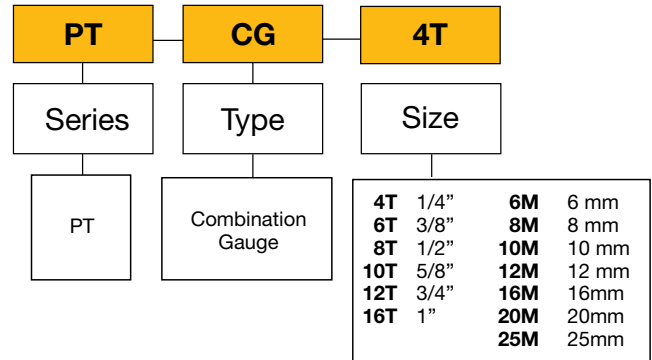 PT CG 4T
Series Type Size
PT
Combination
Gauge
4T 1/4” 6M 6 mm
6T 3/8” 8M 8 mm
8T 1/2” 10M 10 mm
10T 5/8” 12M 12 mm
12T 3/4” 16M 16mm
16T 1” 20M 20mm
25M 25mm